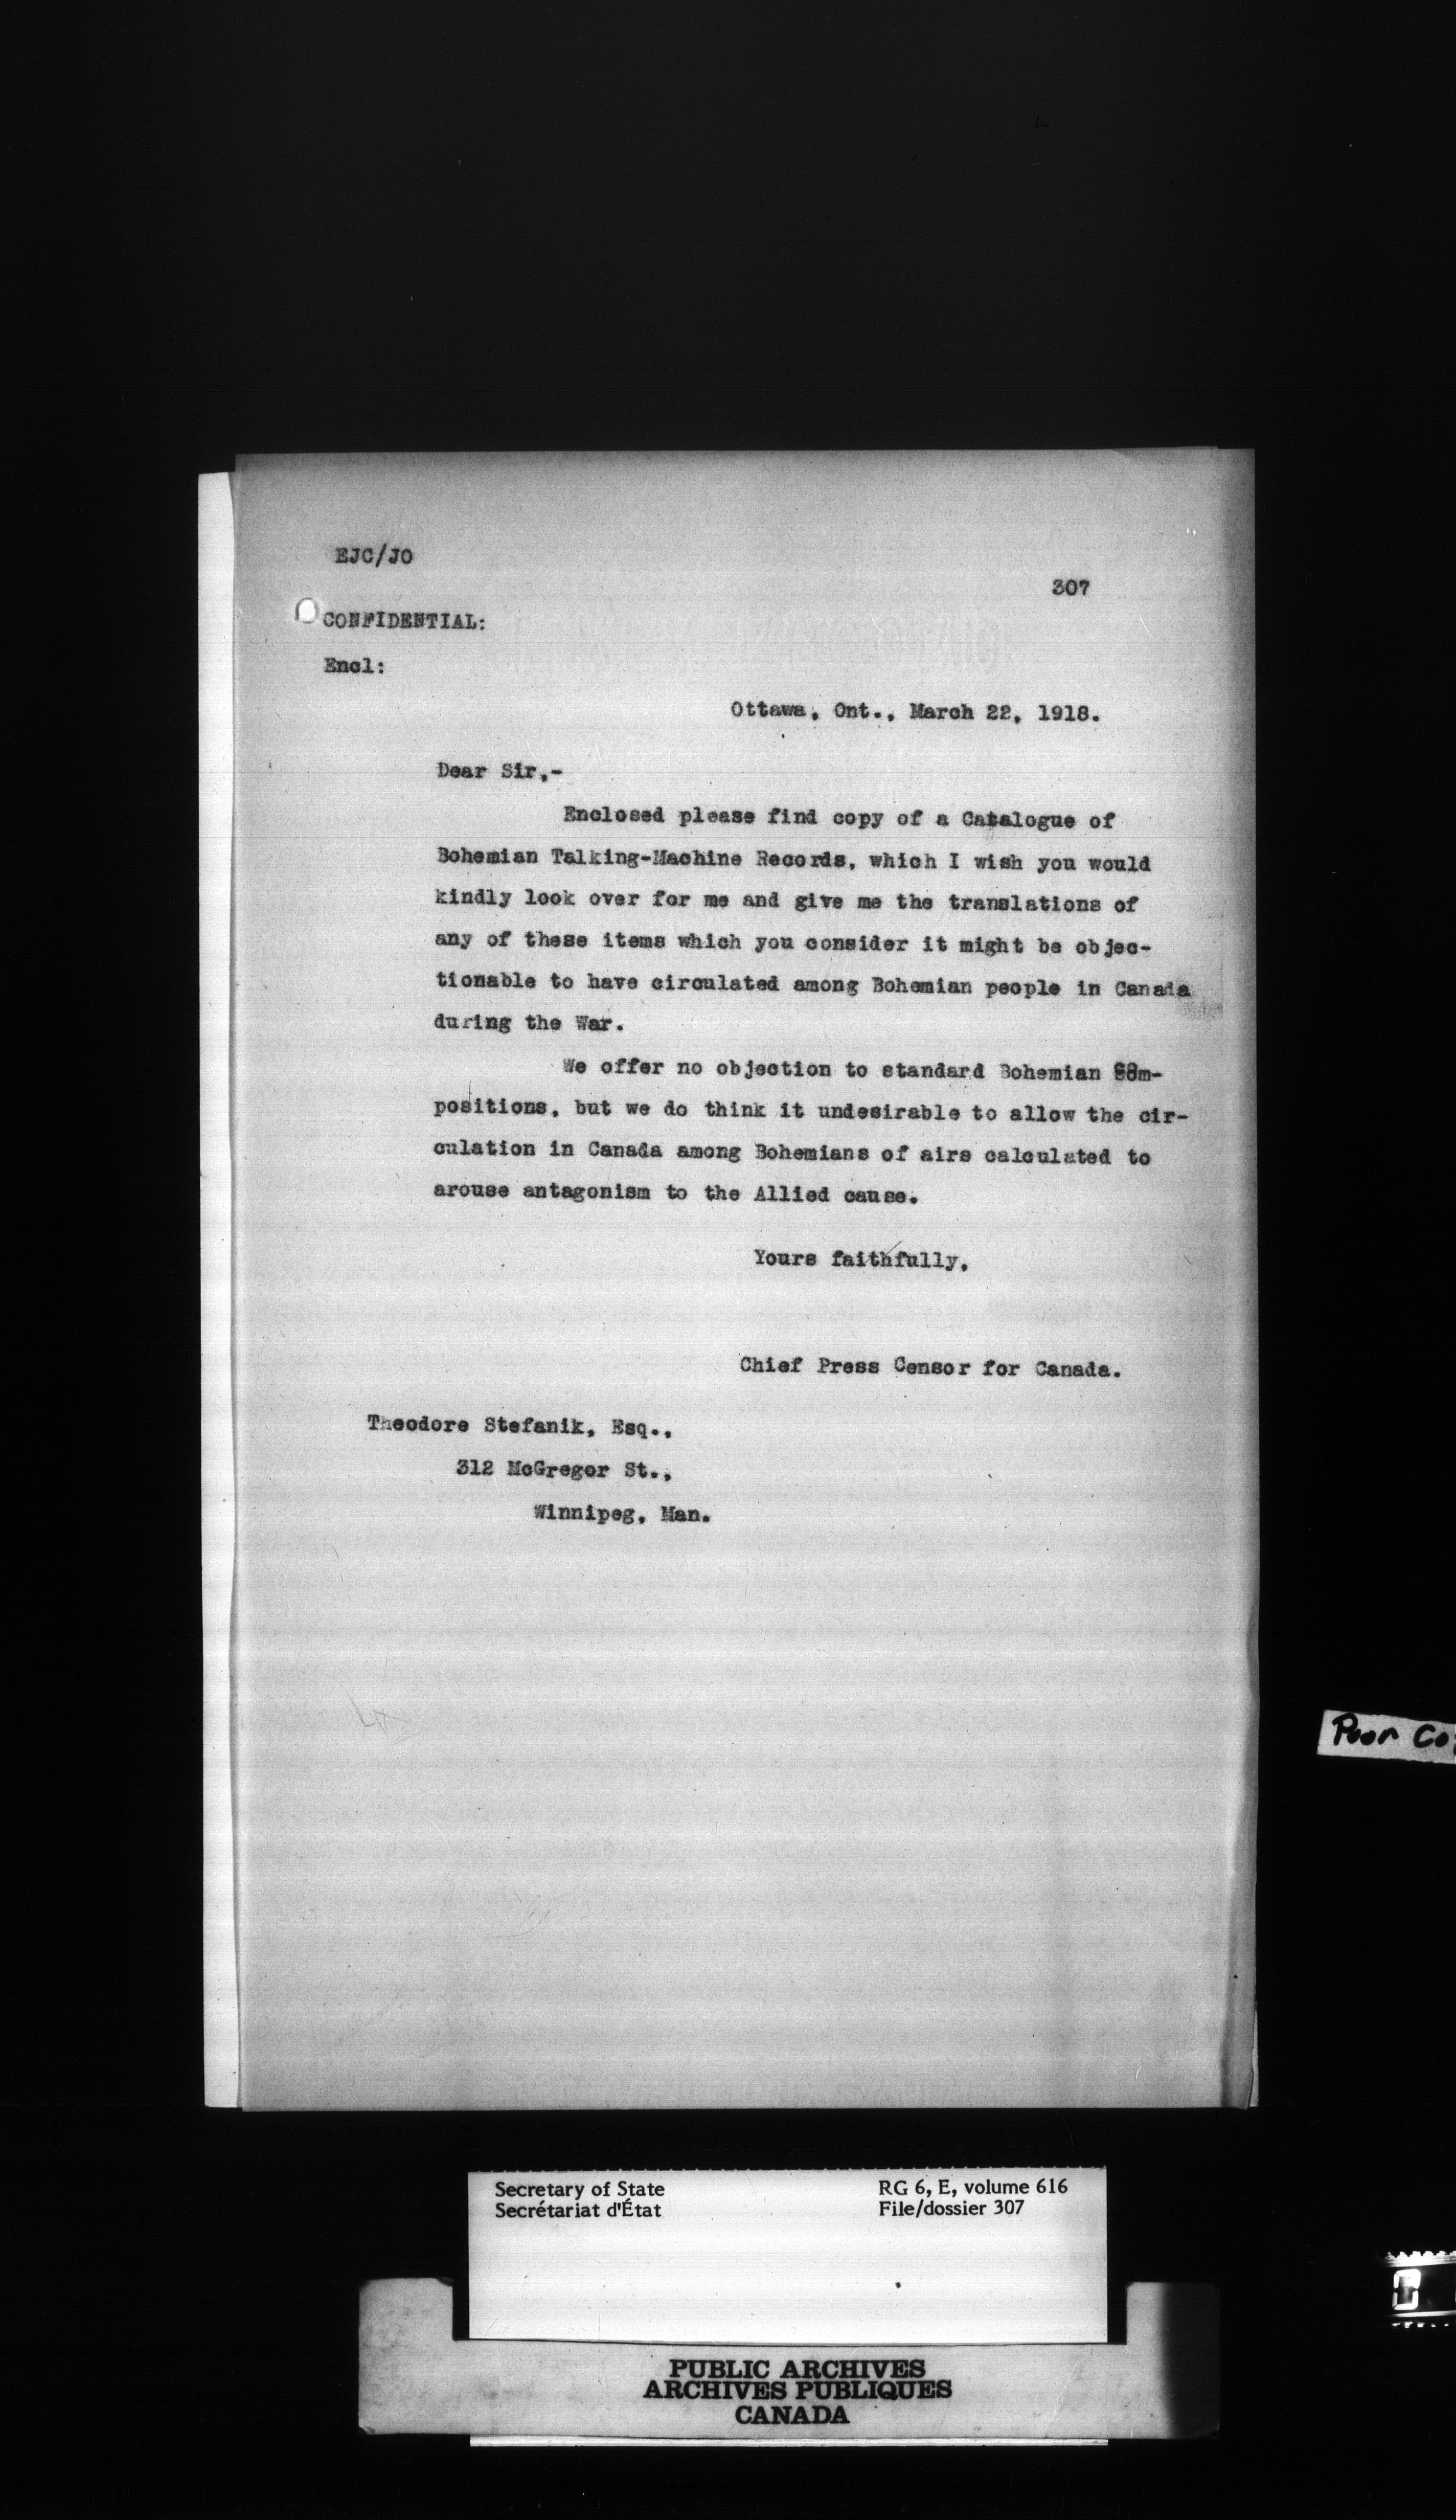 EJC/JO
307
CONFIDENTIAL:
Encl:
Ottawa, Ont., March 22, 1918.
Dear Sir,-
Enclosed please find copy of a Catalogue of
Bohemian Talking-Machine Records, which I wish you would
kindly look over for me and give me the translations of
any of these items which you consider it might be objec-
tionable to have circulated among Bohemian people in Canada
during the War.
We offer no objection to standard Bohemian com-
positions, but we do think it undesirable to allow the cir-
culation in Canada among Bohemians of airs calculated to
arouse antagonism to the Allied cause.
Yours faithfully,
Chief Press Censor for Canada.
Theodore Stefanik, Esq.,
312 McGregor St.,
Winnipeg, Man.
Poor
Secretary of State
Secrétariat d'État
RG 6, E, volume 616
File/dossier 307
PUBLIC ARCHIVES
ARCHIVES PUBLIQUES
CANADA